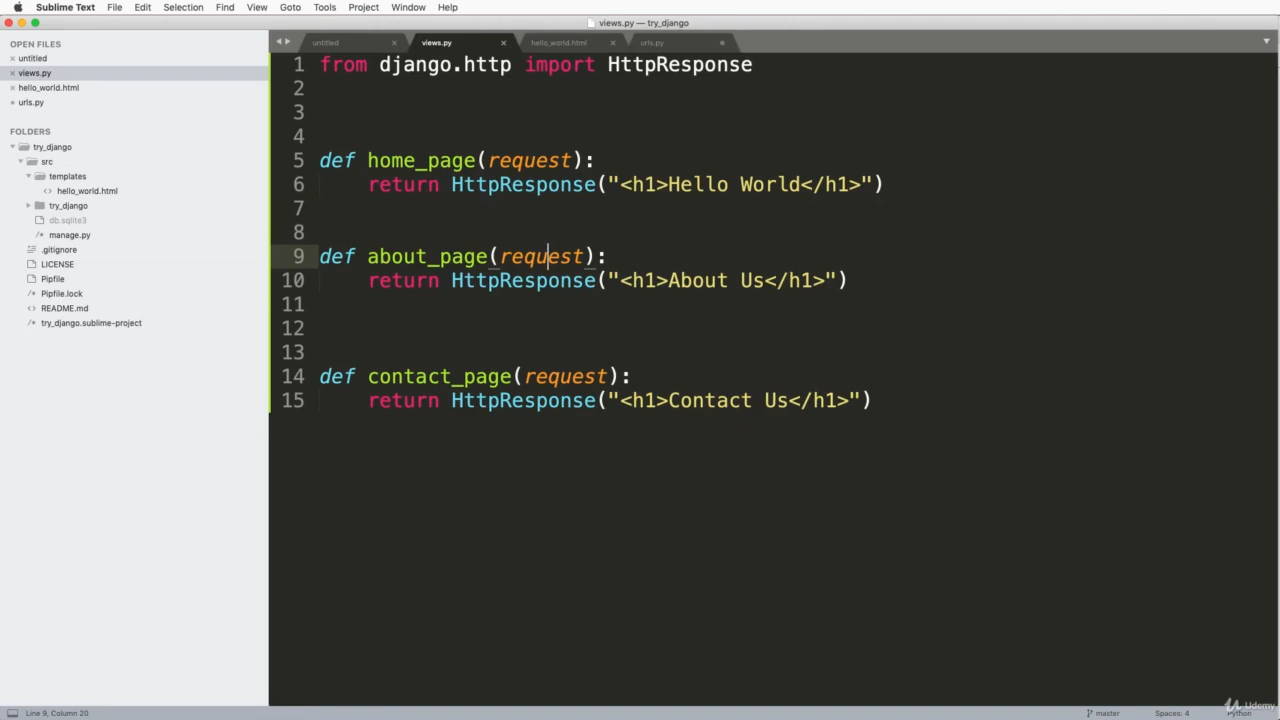 Sublime Text File Edit Selection Find View Goto Tools Project Window Help
views.py — try_django
OPEN FILES
untitled
views.py
hello_world.html
urls.py
FOLDERS
try_django
src
templates
hello_world.html
try_django
db.sqlite3
manage.py
.gitignore
LICENSE
Pipfile
Pipfile.lock
README.md
try_django.sublime-project
untitled views.py hello_world.html urls.py
1 from django.http import HttpResponse
2
3
4
5 def home_page(request):
6 return HttpResponse("<h1>Hello World</h1>")
7
8
9 def about_page(request):
10 return HttpResponse("<h1>About Us</h1>")
11
12
13
14 def contact_page(request):
15 return HttpResponse("<h1>Contact Us</h1>")
Line 9, Column 20
master
Spaces: 4
Python
Udemy